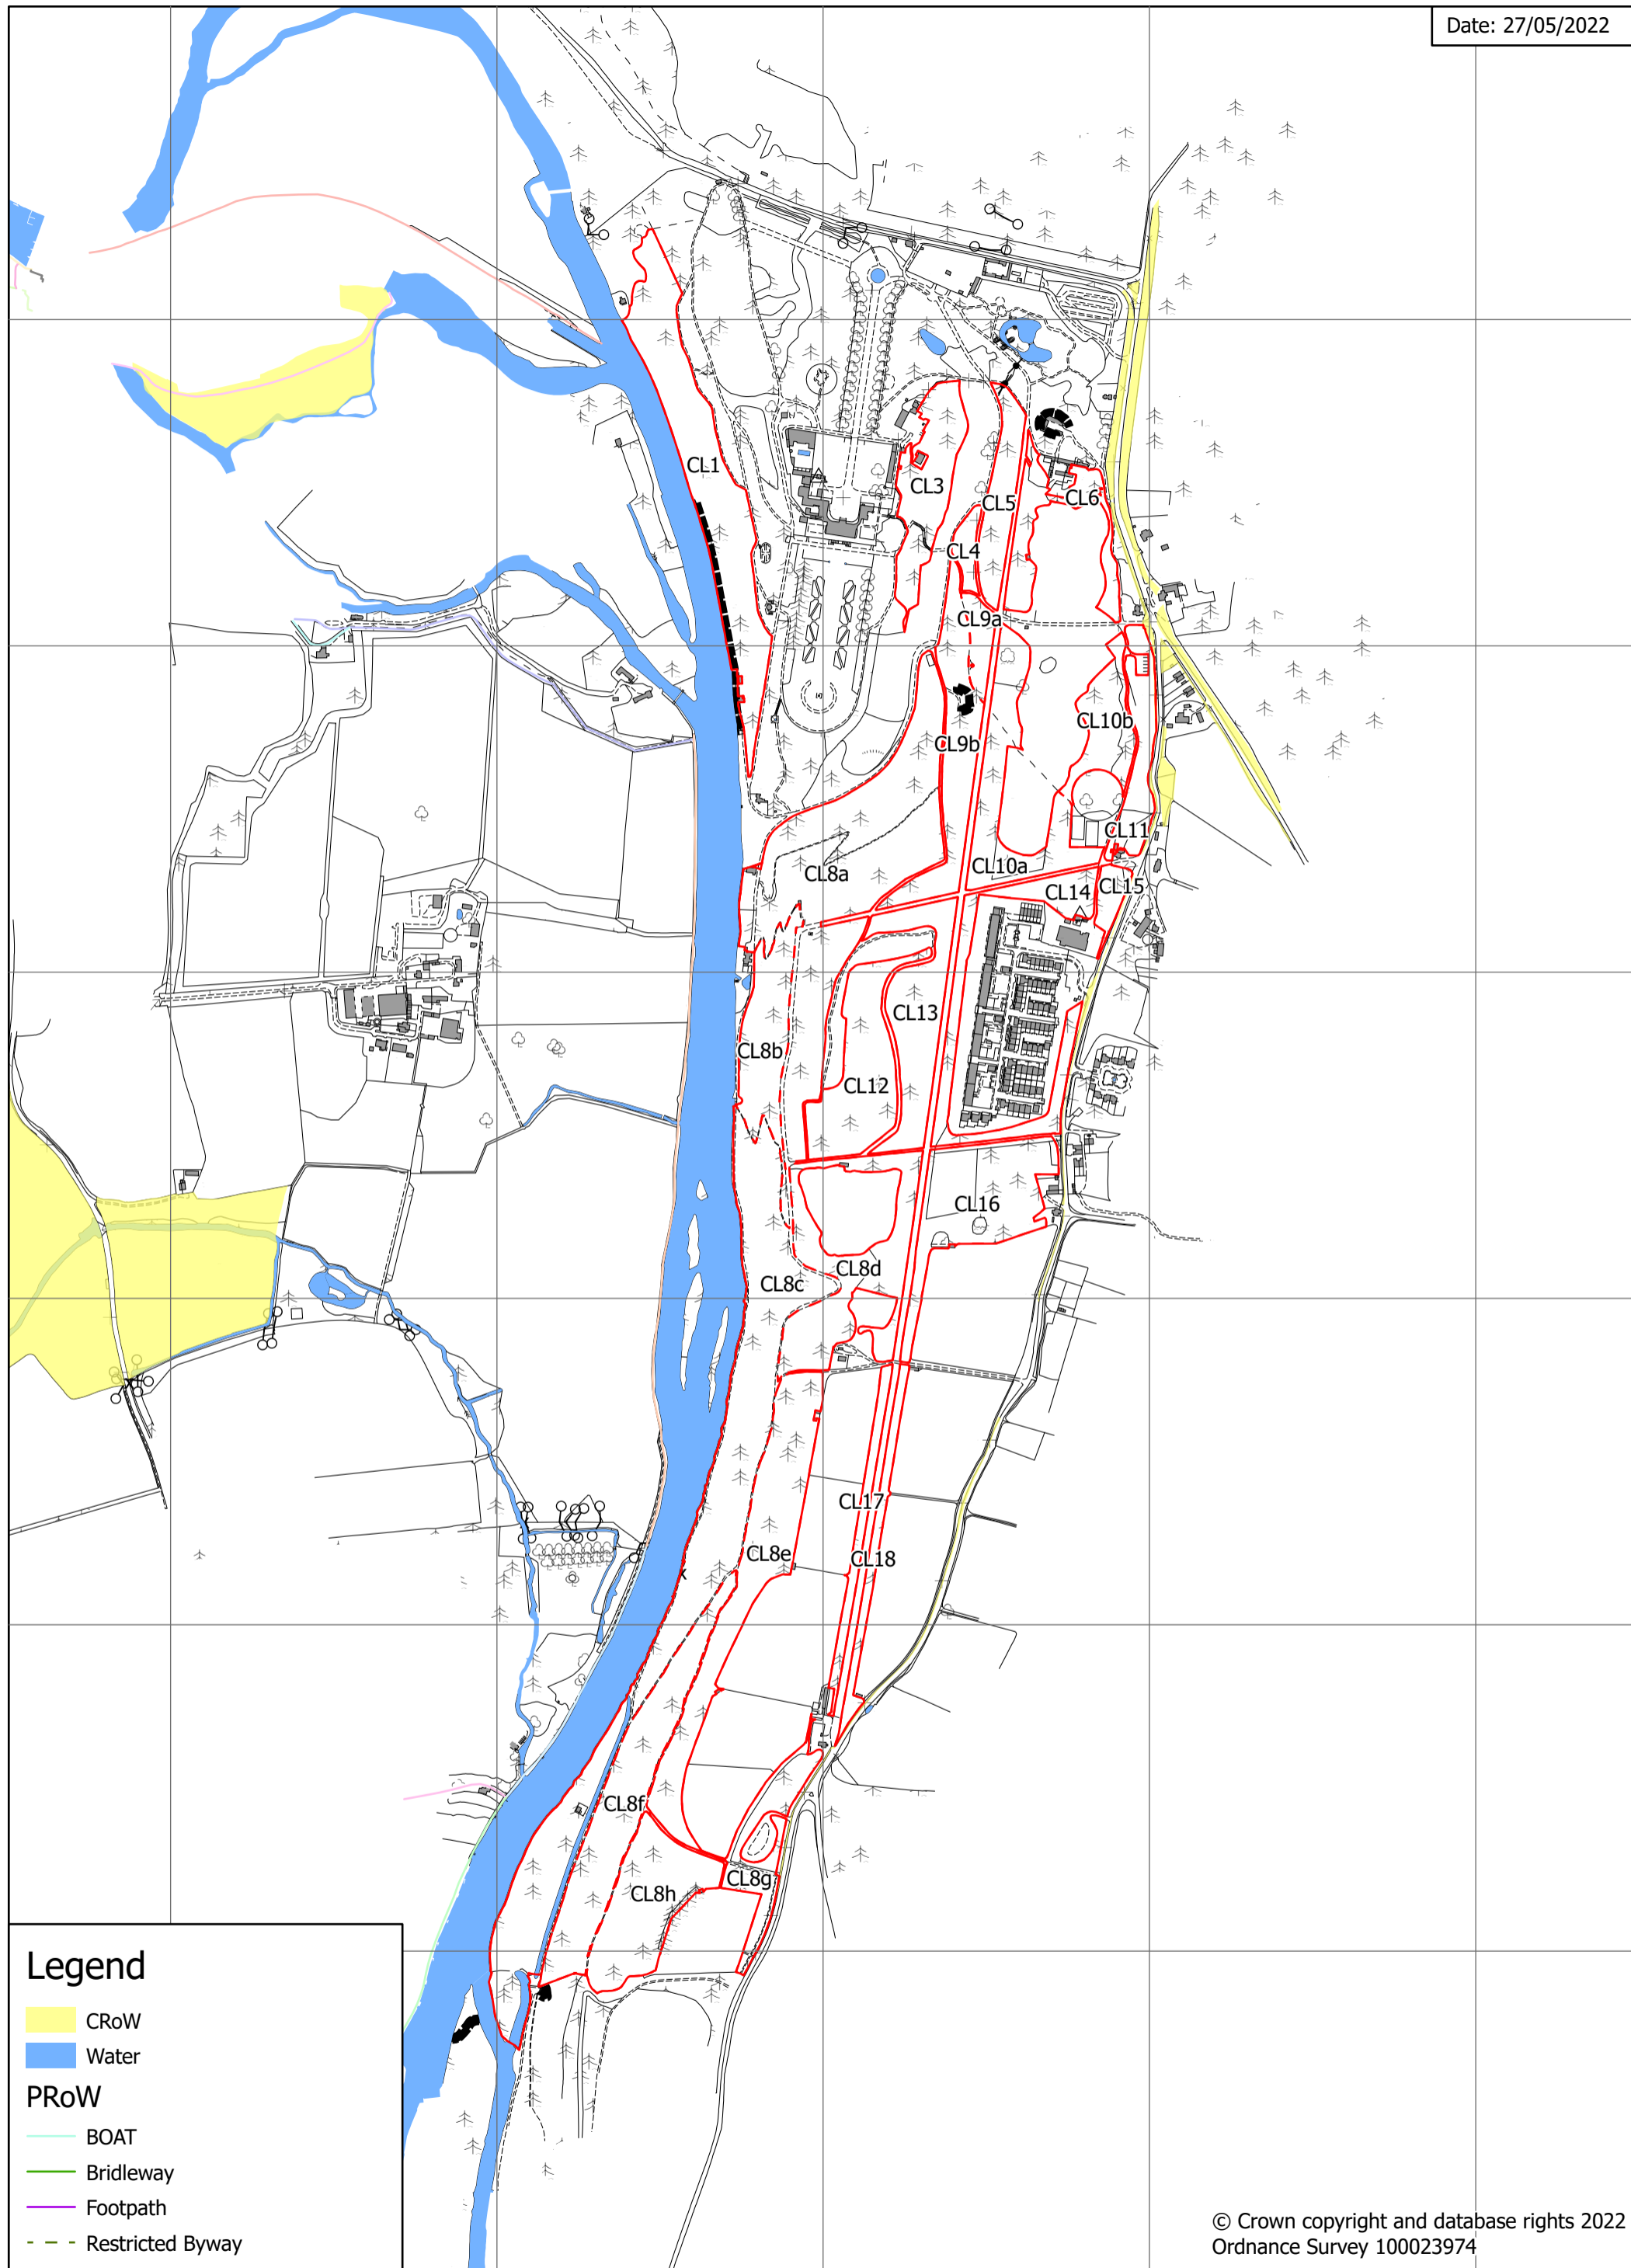 Date: 27/05/2022
CL1
CL3
CL5
CL6
CL4
CL9a
CL10b
CL9b
CL11
CL10a
CL8a
CL15
CL14
CL13
CL8b
CL12
CL16
CL8d
CL8c
CL17
CL8e
CL18
CL8f
CL8g
CL8h
Legend
CRoW
Water
PRoW
BOAT
Bridleway
Footpath
Restricted Byway
© Crown copyright and database rights 2022
Ordnance Survey 100023974